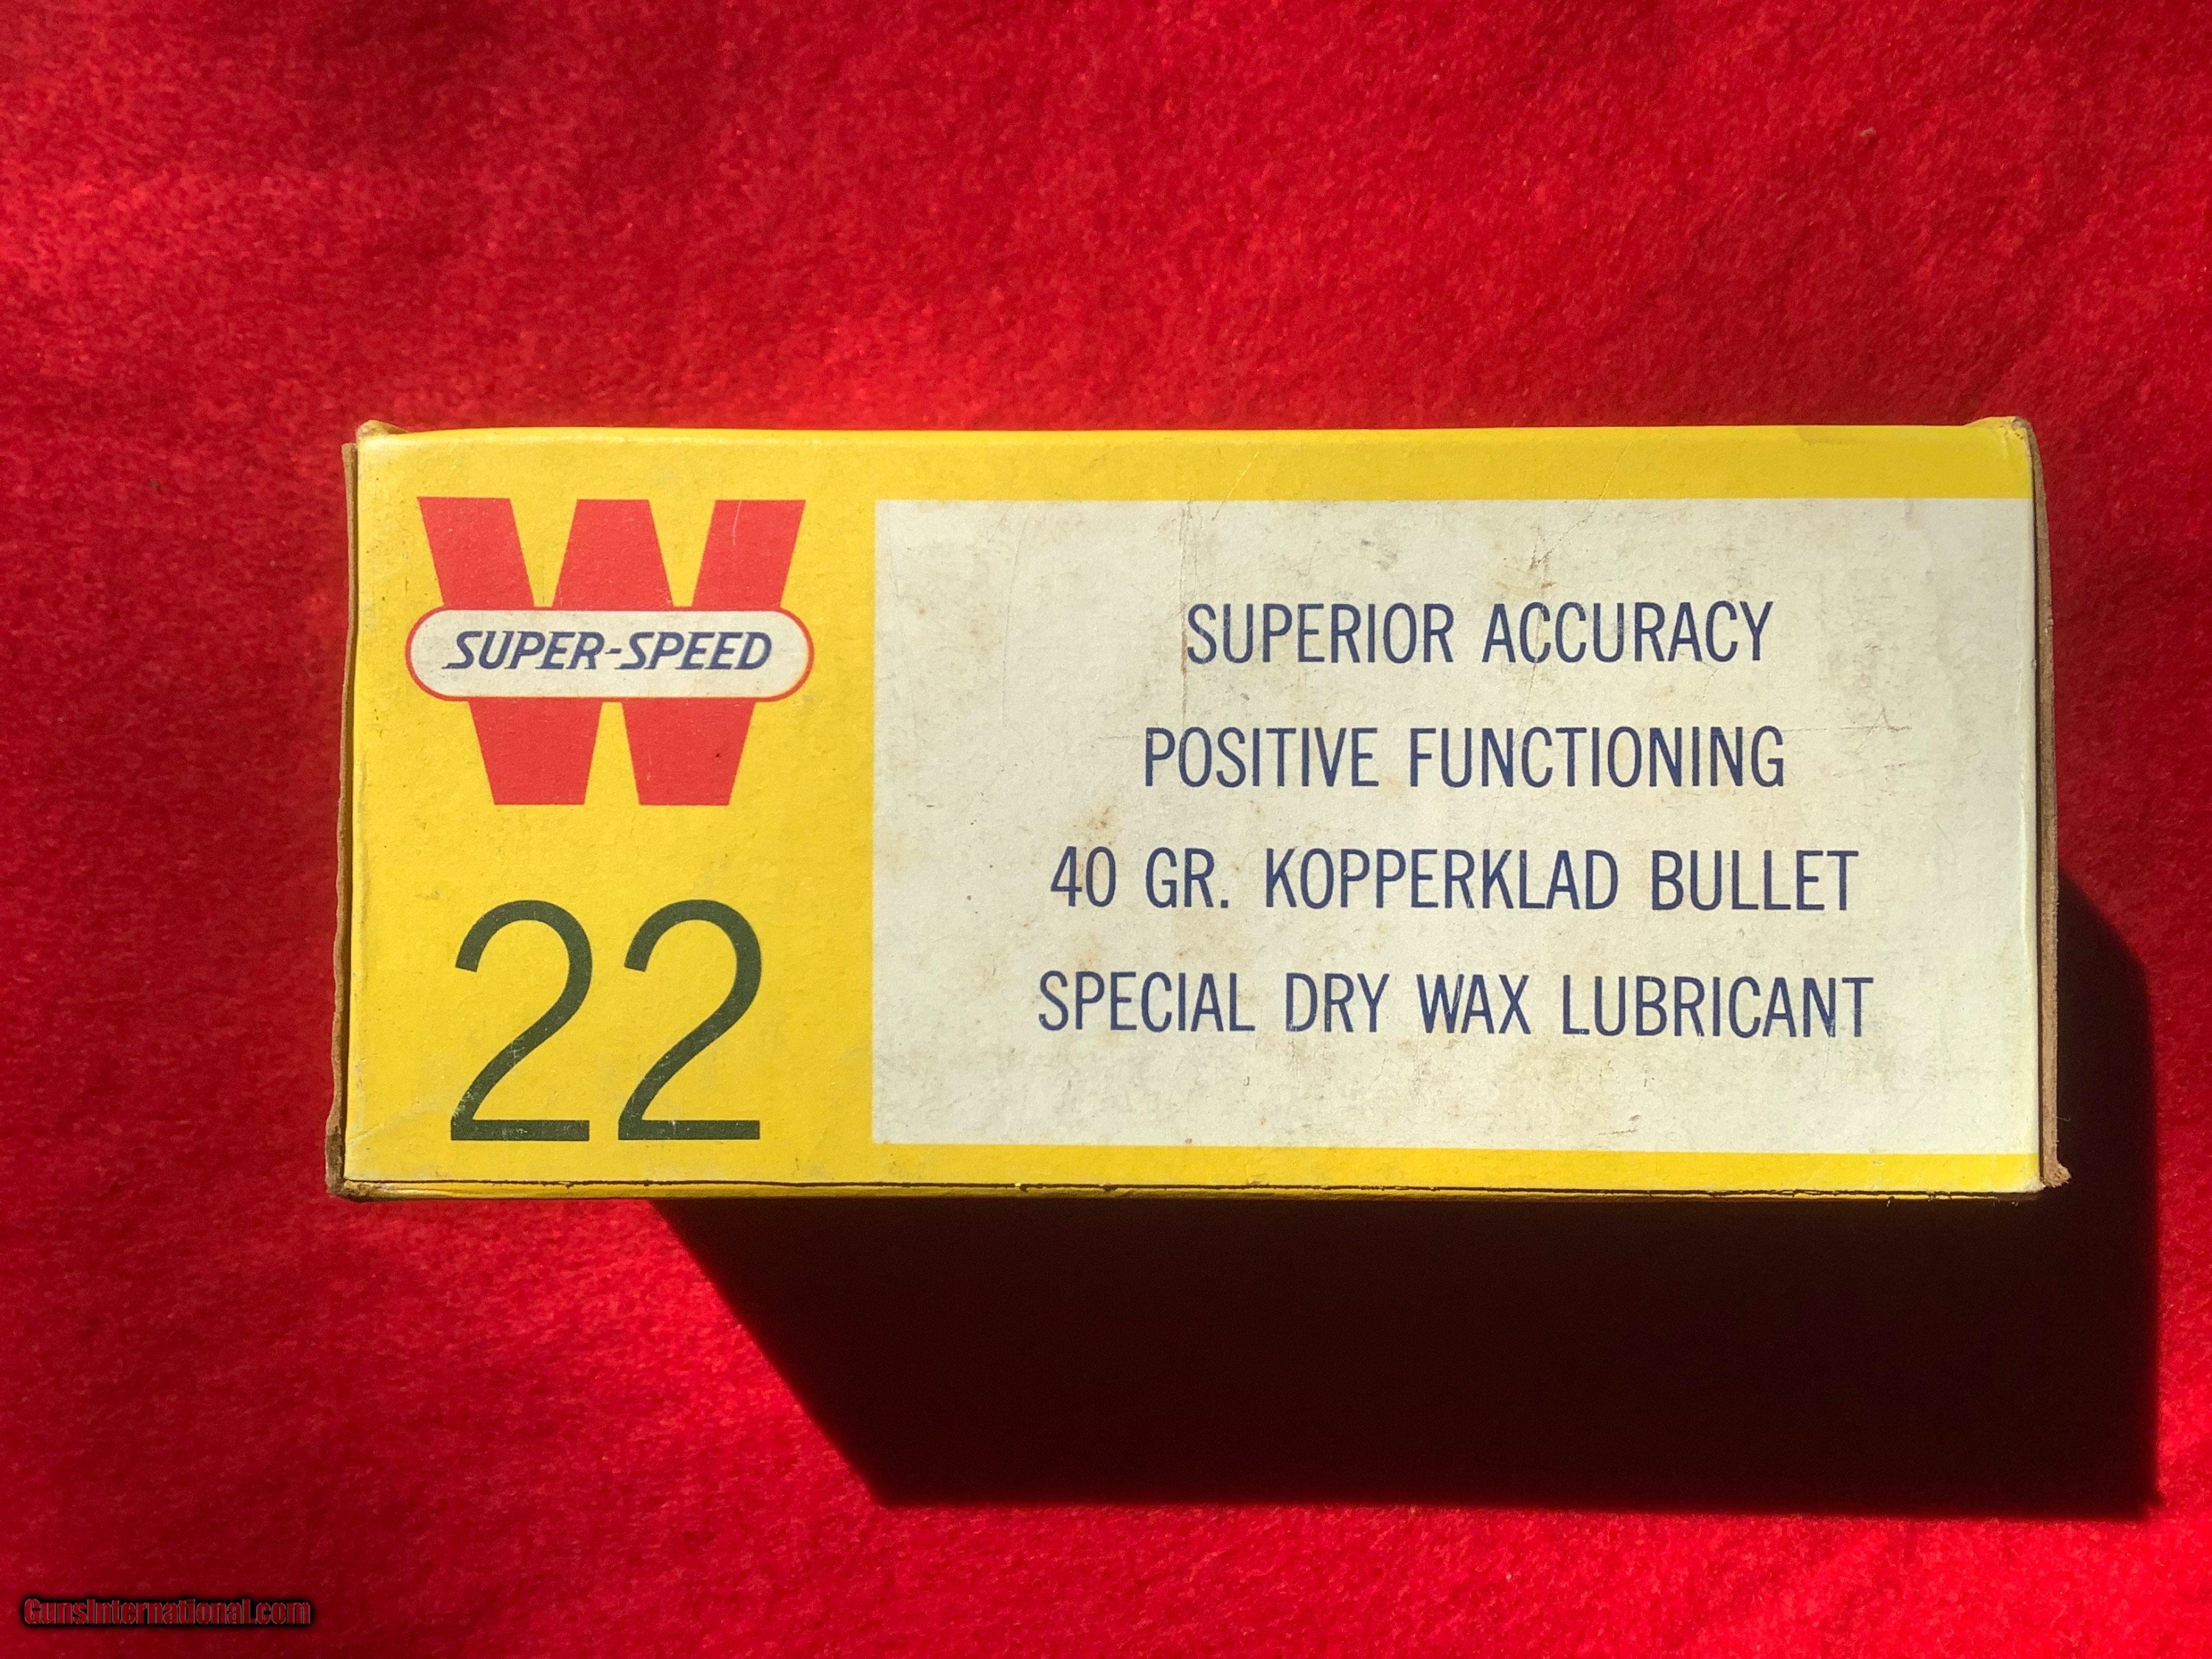 W
SUPER-SPEED
22
SUPERIOR ACCURACY
POSITIVE FUNCTIONING
40 GR. KOPPERKLAD BULLET
SPECIAL DRY WAX LUBRICANT
GunsInternational.com